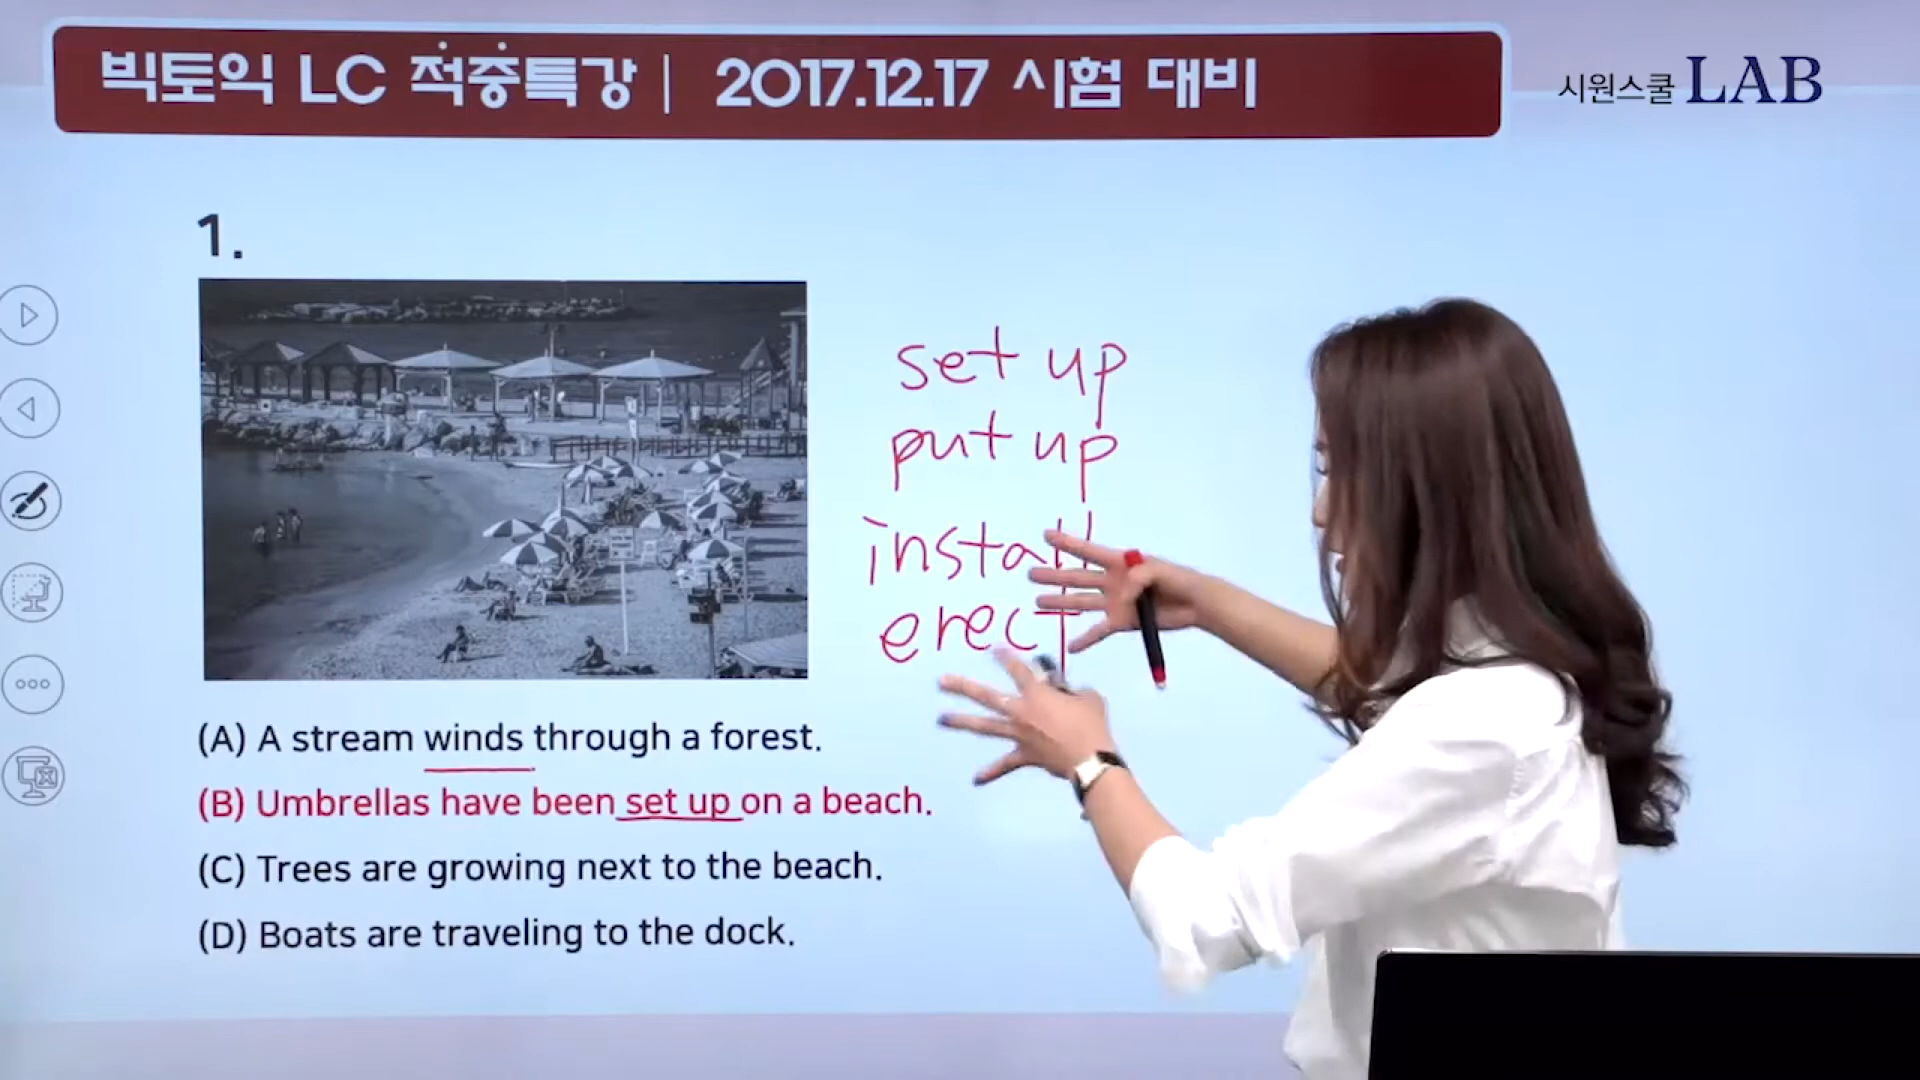 빅토익 LC 적중특강 | 2017.12.17 시험 대비
시원스쿨 LAB
1.
set up
put up
install
erect
(A) A stream winds through a forest.
(B) Umbrellas have been set up on a beach.
(C) Trees are growing next to the beach.
(D) Boats are traveling to the dock.